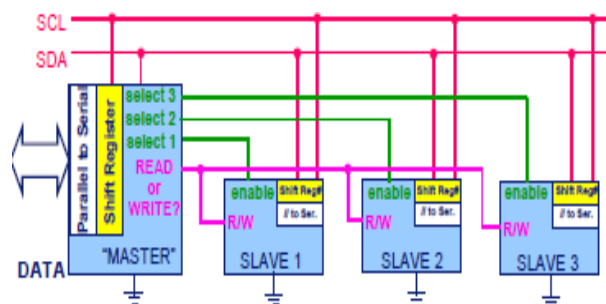 SCL
SDA
Parallel to Serial
Shift Register
select 3
select 2
select 1
READ
or
WRITE?
"MASTER"
DATA
enable
Shift Reg#
// to Ser.
R/W
SLAVE 1
enable
Shift Reg#
// to Ser.
R/W
SLAVE 2
enable
Shift Reg#
// to Ser.
R/W
SLAVE 3